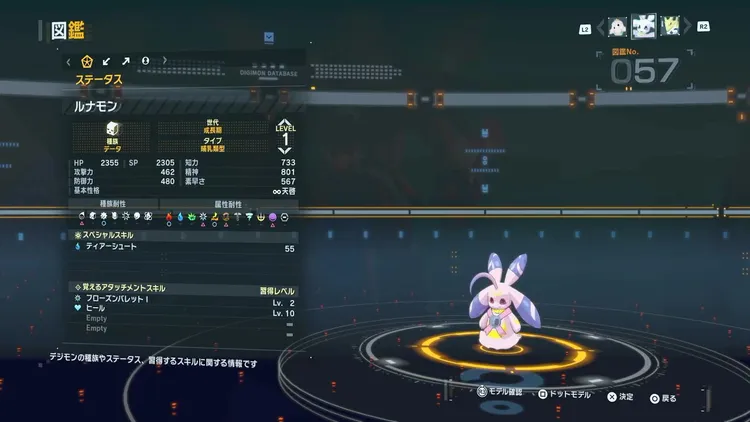 図鑑
L2
R2
図鑑No.
057
DIGIMON DATABASE
ステータス
ルナモン
種族
データ
世代
成長期
タイプ
哺乳類型
LEVEL
1
HP 2355 SP 2305 知力 733
攻撃力 462 精神 801
防御力 480 素早さ 567
基本性格 天啓
種族耐性 属性耐性
スペシャルスキル
ティアーシュート 55
覚えるアタッチメントスキル 習得レベル
フローズンバレットⅠ Lv. 2
ヒール Lv. 10
Empty
Empty
デジモンの種族やステータス、習得するスキルに関する情報です
R3 モデル確認 ドットモデル 決定 戻る